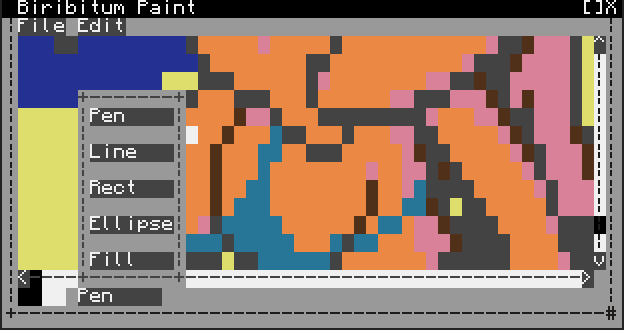 Biribitum Paint []X
File Edit
Pen
Line
Rect
Ellipse
Fill
Pen